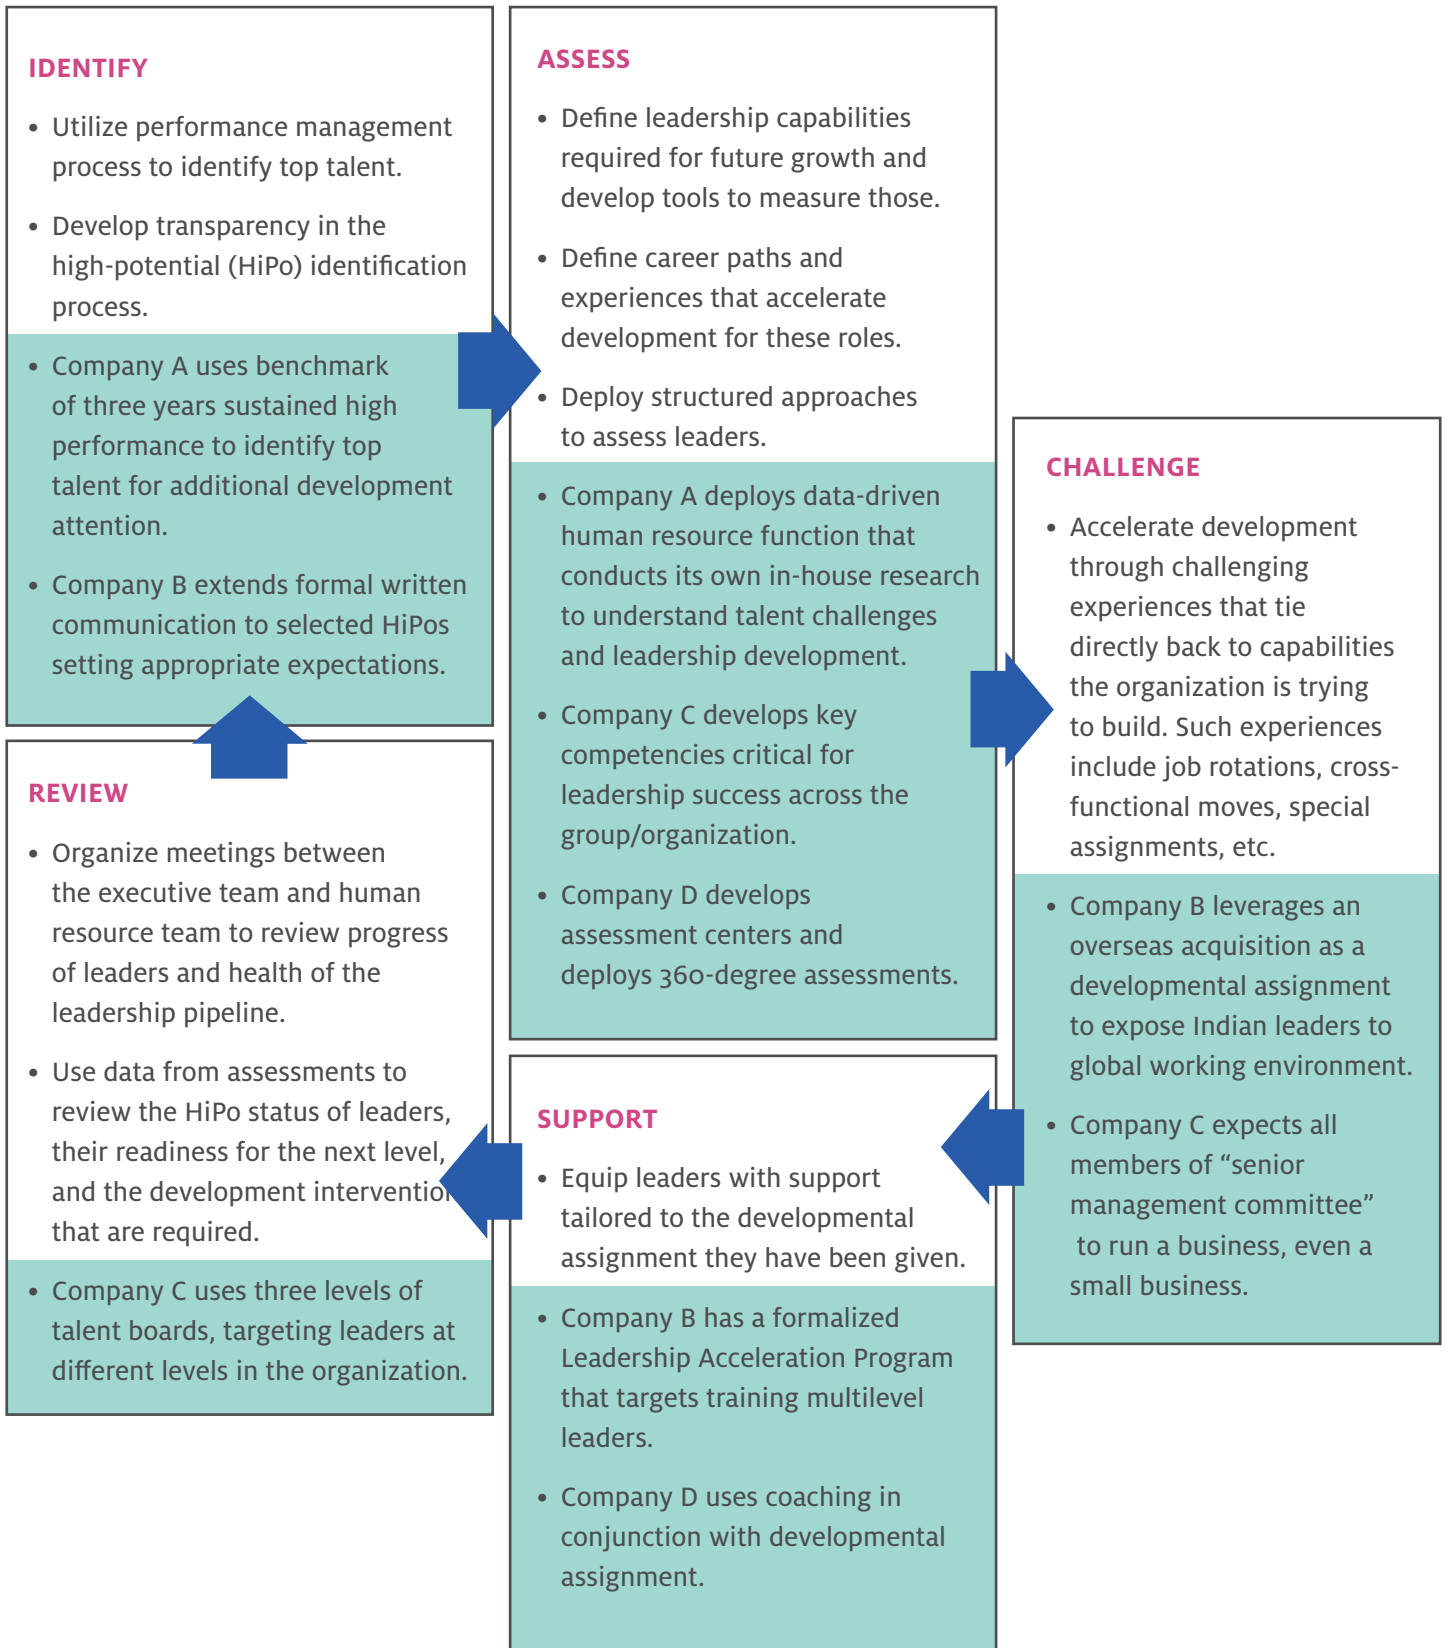 IDENTIFY
• Utilize performance management
process to identify top talent.
• Develop transparency in the
high-potential (HiPo) identification
process.
• Company A uses benchmark
of three years sustained high
performance to identify top
talent for additional development
attention.
• Company B extends formal written
communication to selected HiPos
setting appropriate expectations.
ASSESS
• Define leadership capabilities
required for future growth and
develop tools to measure those.
• Define career paths and
experiences that accelerate
development for these roles.
• Deploy structured approaches
to assess leaders.
• Company A deploys data-driven
human resource function that
conducts its own in-house research
to understand talent challenges
and leadership development.
• Company C develops key
competencies critical for
leadership success across the
group/organization.
• Company D develops
assessment centers and
deploys 360-degree assessments.
CHALLENGE
• Accelerate development
through challenging
experiences that tie
directly back to capabilities
the organization is trying
to build. Such experiences
include job rotations, cross-
functional moves, special
assignments, etc.
• Company B leverages an
overseas acquisition as a
developmental assignment
to expose Indian leaders to
global working environment.
• Company C expects all
members of “senior
management committee”
to run a business, even a
small business.
SUPPORT
• Equip leaders with support
tailored to the developmental
assignment they have been given.
• Company B has a formalized
Leadership Acceleration Program
that targets training multilevel
leaders.
• Company D uses coaching in
conjunction with developmental
assignment.
REVIEW
• Organize meetings between
the executive team and human
resource team to review progress
of leaders and health of the
leadership pipeline.
• Use data from assessments to
review the HiPo status of leaders,
their readiness for the next level,
and the development
that are required.
• Company C uses three levels of
talent boards, targeting leaders at
different levels in the organization.